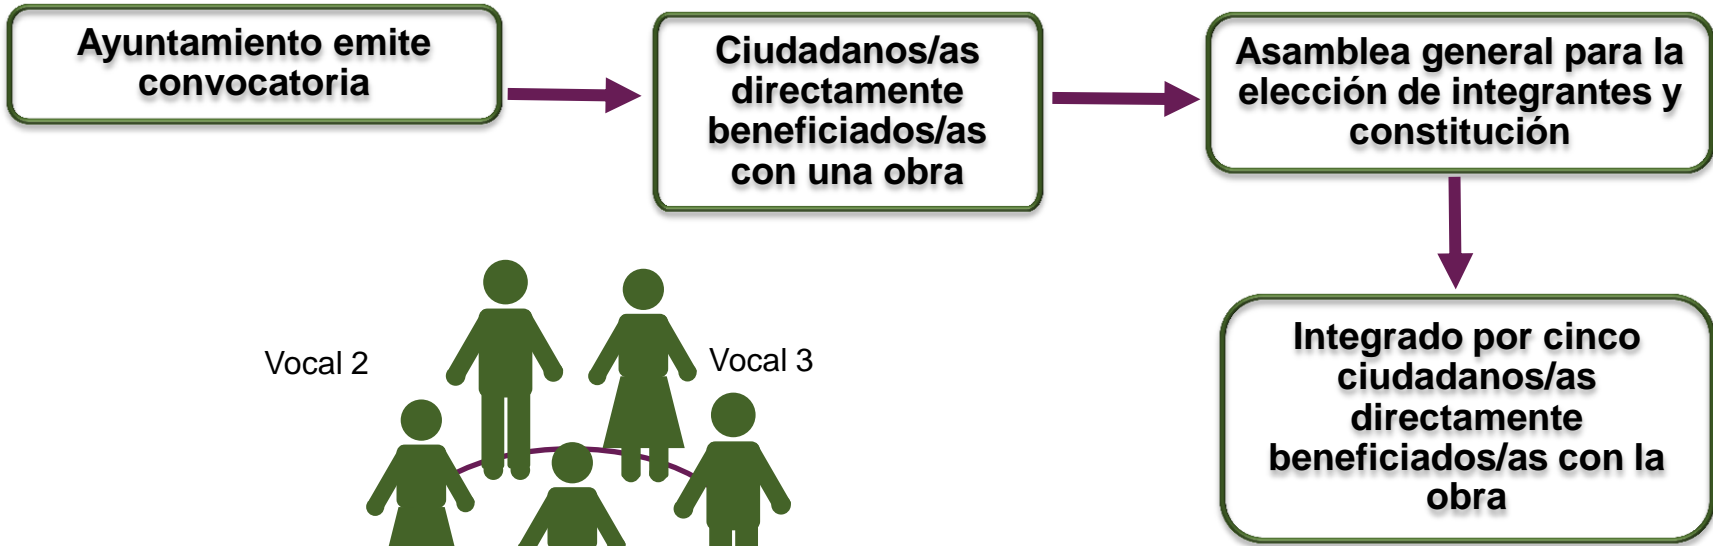 Ayuntamiento emite
convocatoria
Ciudadanos/as
directamente
beneficiados/as
con una obra
Asamblea general para la
elección de integrantes y
constitución
Integrado por cinco
ciudadanos/as
directamente
beneficiados/as con la
obra
Vocal 2
Vocal 3